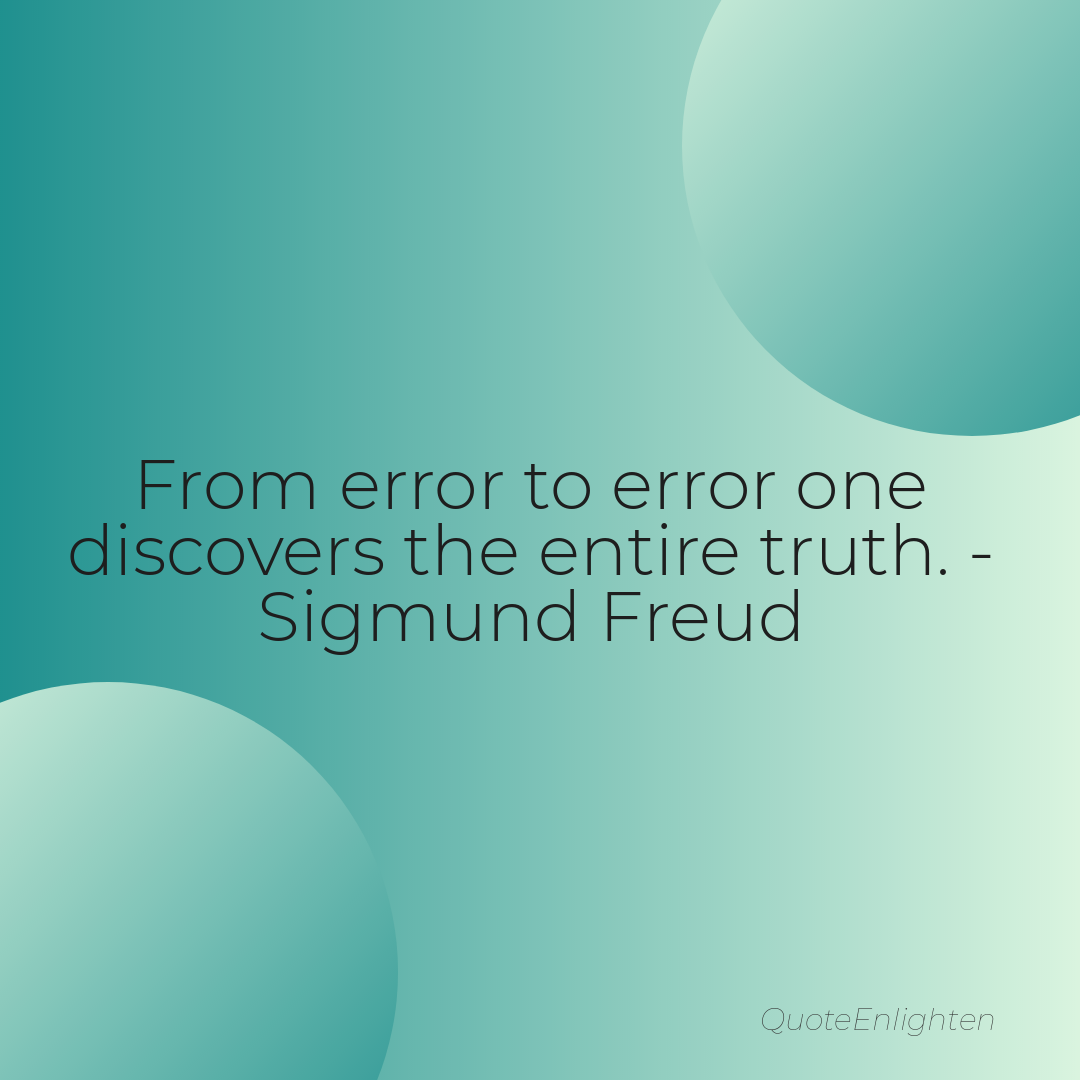 From error to error one
discovers the entire truth. -
Sigmund Freud
QuoteEnlighten